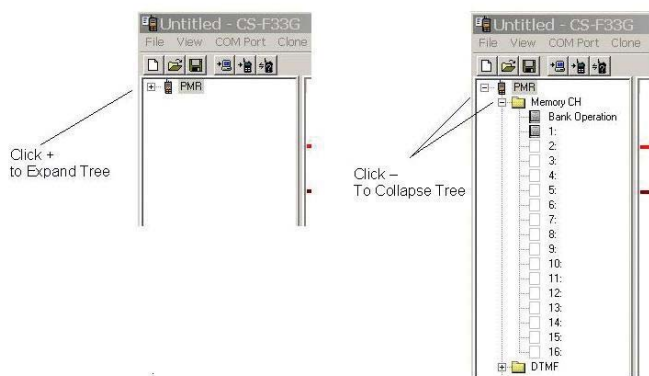 Untitled - CS-F33G
File View COM Port Clone
PMR
Click +
to Expand Tree
Untitled - CS-F33G
File View COM Port Clone
PMR
Memory CH
Bank Operation
1:
2:
3:
4:
5:
6:
7:
8:
9:
10:
11:
12:
13:
14:
15:
16:
DTMF
Click –
To Collapse Tree